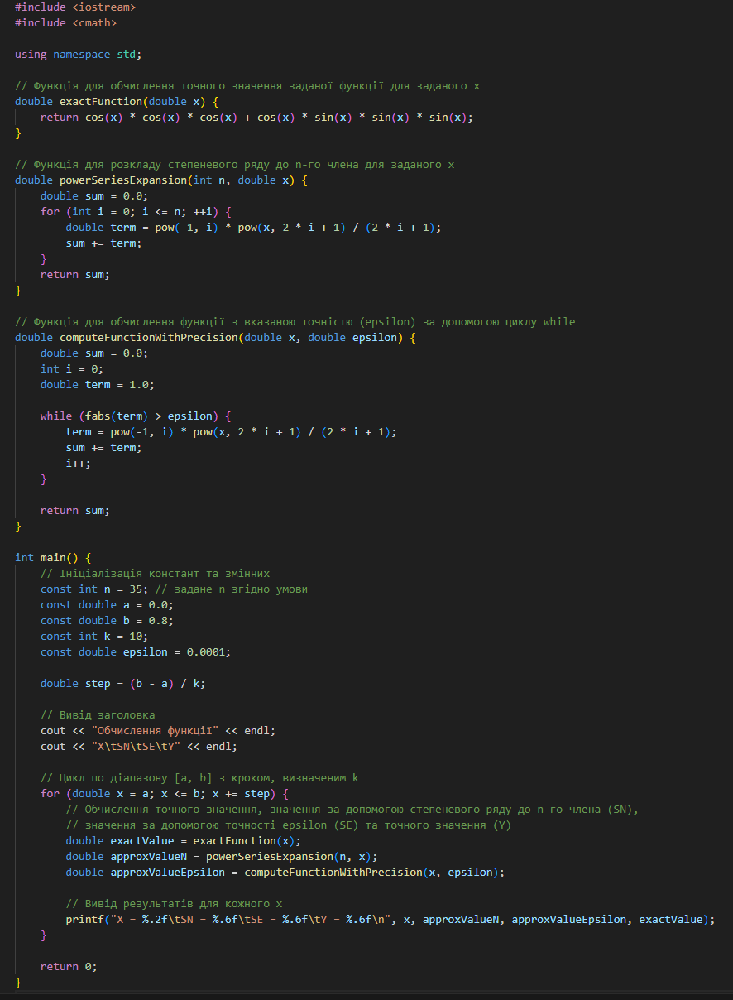 #include <iostream>
#include <cmath>

using namespace std;

// Функція для обчислення точного значення заданої функції для заданого x
double exactFunction(double x) {
    return cos(x) * cos(x) * cos(x) + cos(x) * sin(x) * sin(x) * sin(x);
}

// Функція для розкладу степеневого ряду до n-го члена для заданого x
double powerSeriesExpansion(int n, double x) {
    double sum = 0.0;
    for (int i = 0; i <= n; ++i) {
        double term = pow(-1, i) * pow(x, 2 * i + 1) / (2 * i + 1);
        sum += term;
    }
    return sum;
}

// Функція для обчислення функції з вказаною точністю (epsilon) за допомогою циклу while
double computeFunctionWithPrecision(double x, double epsilon) {
    double sum = 0.0;
    int i = 0;
    double term = 1.0;

    while (fabs(term) > epsilon) {
        term = pow(-1, i) * pow(x, 2 * i + 1) / (2 * i + 1);
        sum += term;
        i++;
    }

    return sum;
}

int main() {
    // Ініціалізація констант та змінних
    const int n = 35; // задане n згідно умови
    const double a = 0.0;
    const double b = 0.8;
    const int k = 10;
    const double epsilon = 0.0001;

    double step = (b - a) / k;

    // Вивід заголовка
    cout << "Обчислення функції" << endl;
    cout << "X\tSN\tSE\tY" << endl;

    // Цикл по діапазону [a, b] з кроком, визначеним k
    for (double x = a; x <= b; x += step) {
        // Обчислення точного значення, значення за допомогою степеневого ряду до n-го члена (SN),
        // значення за допомогою точності epsilon (SE) та точного значення (Y)
        double exactValue = exactFunction(x);
        double approxValueN = powerSeriesExpansion(n, x);
        double approxValueEpsilon = computeFunctionWithPrecision(x, epsilon);

        // Вивід результатів для кожного x
        printf("X = %.2f\tSN = %.6f\tSE = %.6f\tY = %.6f\n", x, approxValueN, approxValueEpsilon, exactValue);
    }

    return 0;
}